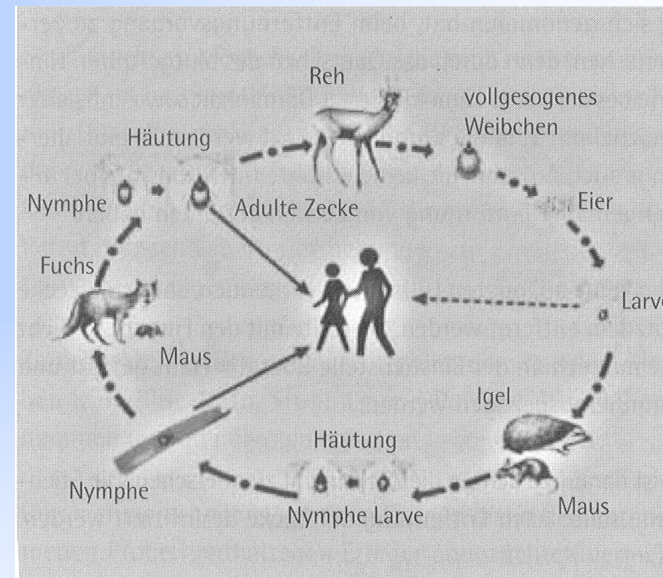 Reh
vollgesogenes
Weibchen
Häutung
Nymphe
Adulte Zecke
Eier
Fuchs
Larve
Maus
Igel
Häutung
Nymphe
Nymphe Larve
Maus